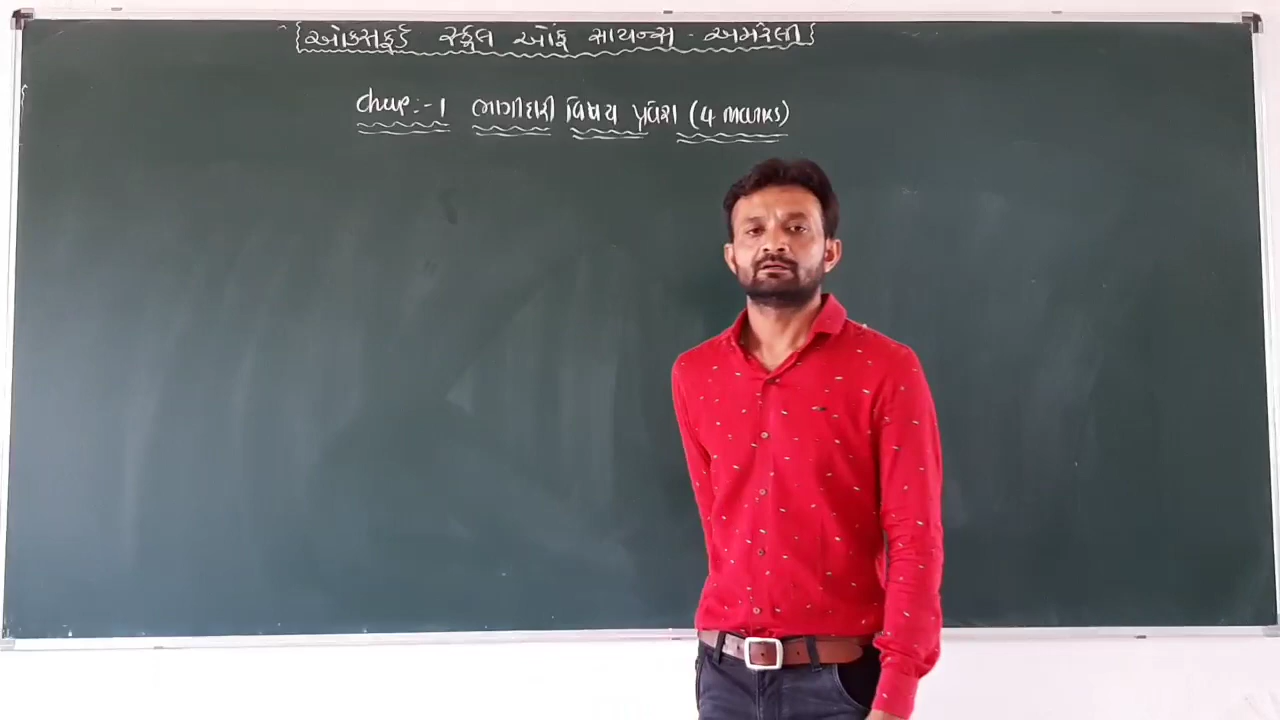 {ઓક્સફર્ડ સ્કુલ ઓફ સાયન્સ - અમરેલી}
Chap:-1 ભાગીદારી વિષય પ્રવેશ (4 marks)